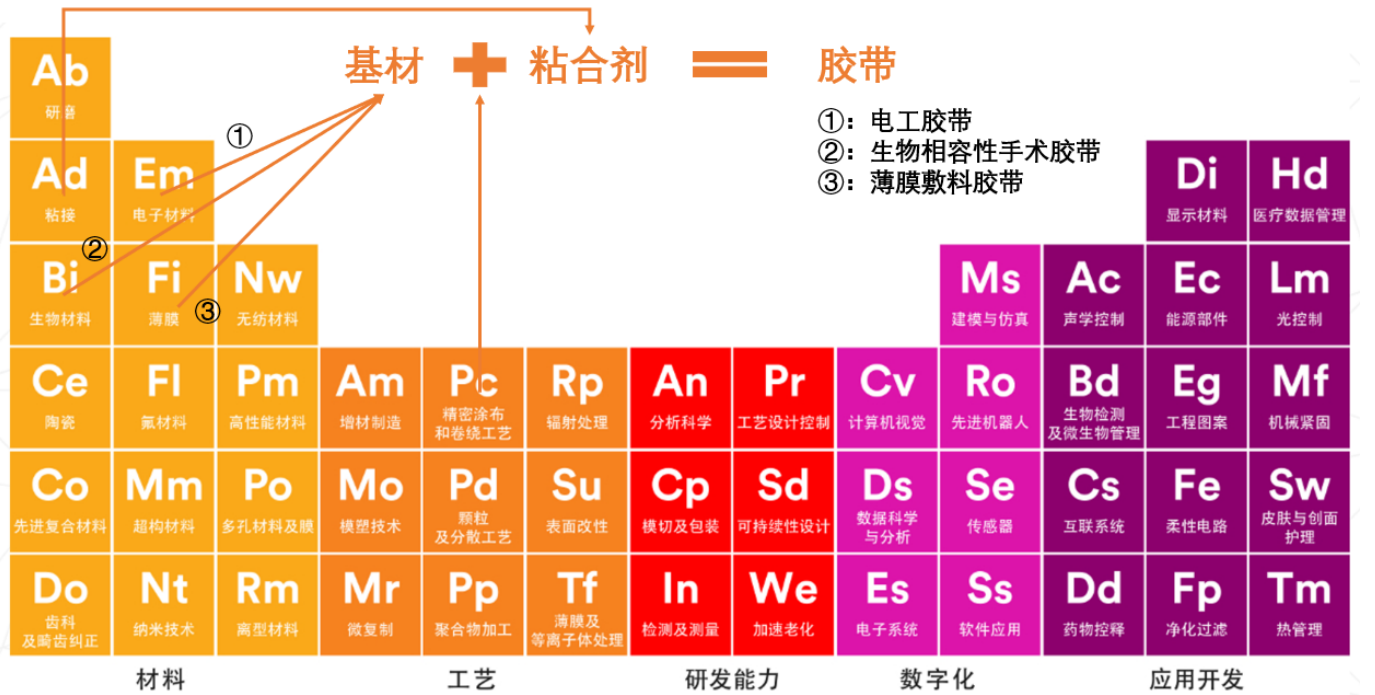 基材 + 粘合剂 = 胶带
①：电工胶带
②：生物相容性手术胶带
③：薄膜敷料胶带
①
②
③
Ab
研磨
Ad
粘接
Em
电子材料
Di
显示材料
Hd
医疗数据管理
Bi
生物材料
Fi
薄膜
Nw
无纺材料
Ms
建模与仿真
Ac
声学控制
Ec
能源部件
Lm
光控制
Ce
陶瓷
Fl
氟材料
Pm
高性能材料
Am
增材制造
Pc
精密涂布
和卷绕工艺
Rp
辐射处理
An
分析科学
Pr
工艺设计控制
Cv
计算机视觉
Ro
先进机器人
Bd
生物检测
及微生物管理
Eg
工程图案
Mf
机械紧固
Co
先进复合材料
Mm
超构材料
Po
多孔材料及膜
Mo
模塑技术
Pd
颗粒
及分散工艺
Su
表面改性
Cp
模切及包装
Sd
可持续性设计
Ds
数据科学
与分析
Se
传感器
Cs
互联系统
Fe
柔性电路
Sw
皮肤与创面
护理
Do
齿科
及畸齿纠正
Nt
纳米技术
Rm
离型材料
Mr
微复制
Pp
聚合物加工
Tf
薄膜及
等离子体处理
In
检测及测量
We
加速老化
Es
电子系统
Ss
软件应用
Dd
药物控释
Fp
净化过滤
Tm
热管理
材料
工艺
研发能力
数字化
应用开发